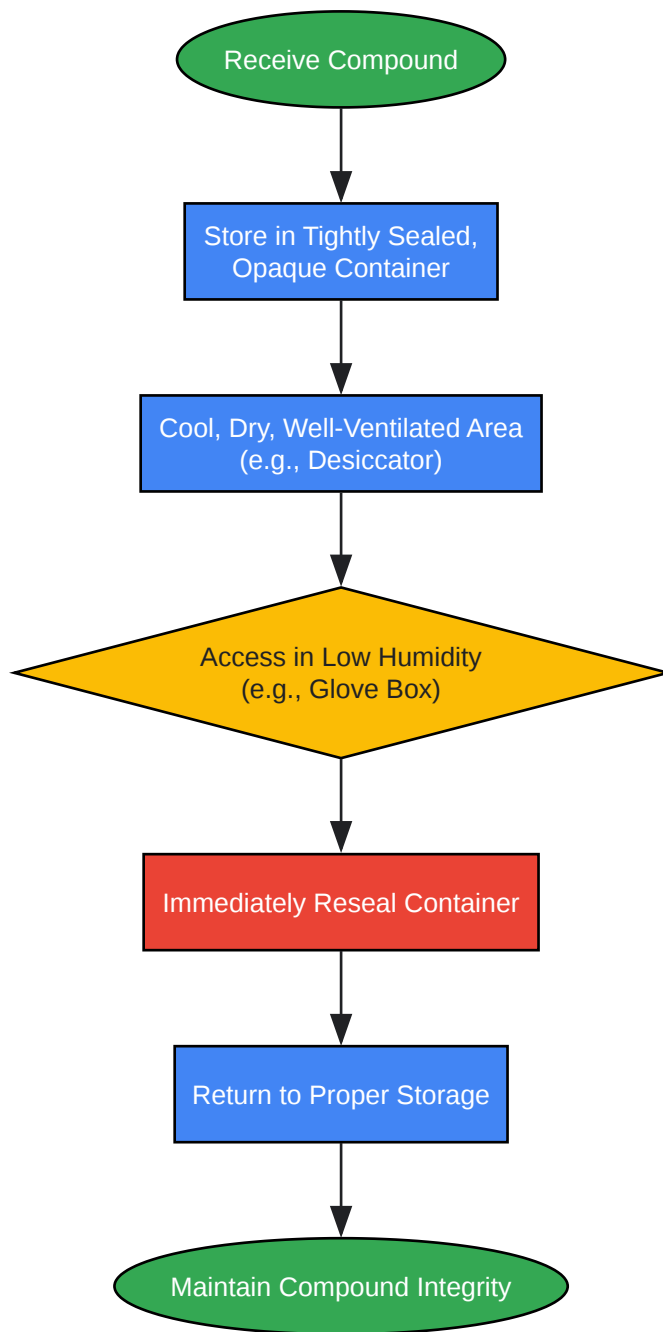 Receive Compound
Store in Tightly Sealed,
Opaque Container
Cool, Dry, Well-Ventilated Area
(e.g., Desiccator)
Access in Low Humidity
(e.g., Glove Box)
Immediately Reseal Container
Return to Proper Storage
Maintain Compound Integrity